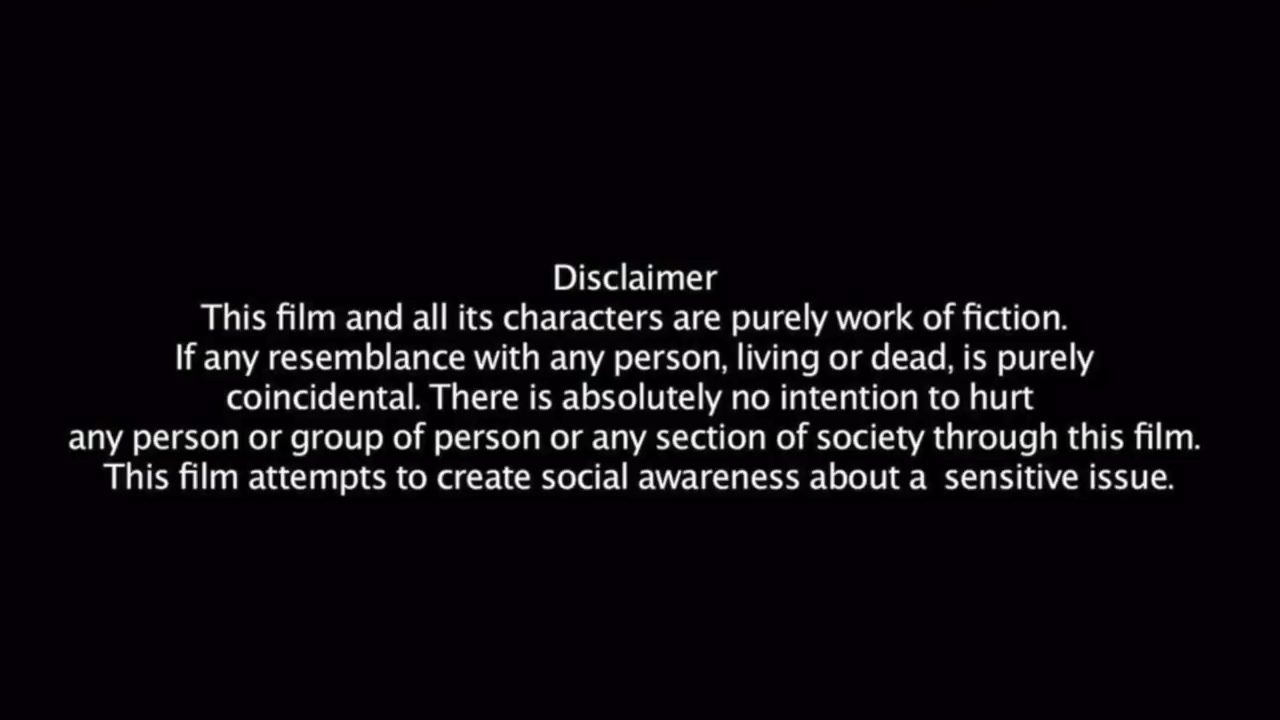 Disclaimer
This film and all its characters are purely work of fiction.
If any resemblance with any person, living or dead, is purely
coincidental. There is absolutely no intention to hurt
any person or group of person or any section of society through this film.
This film attempts to create social awareness about a  sensitive issue.